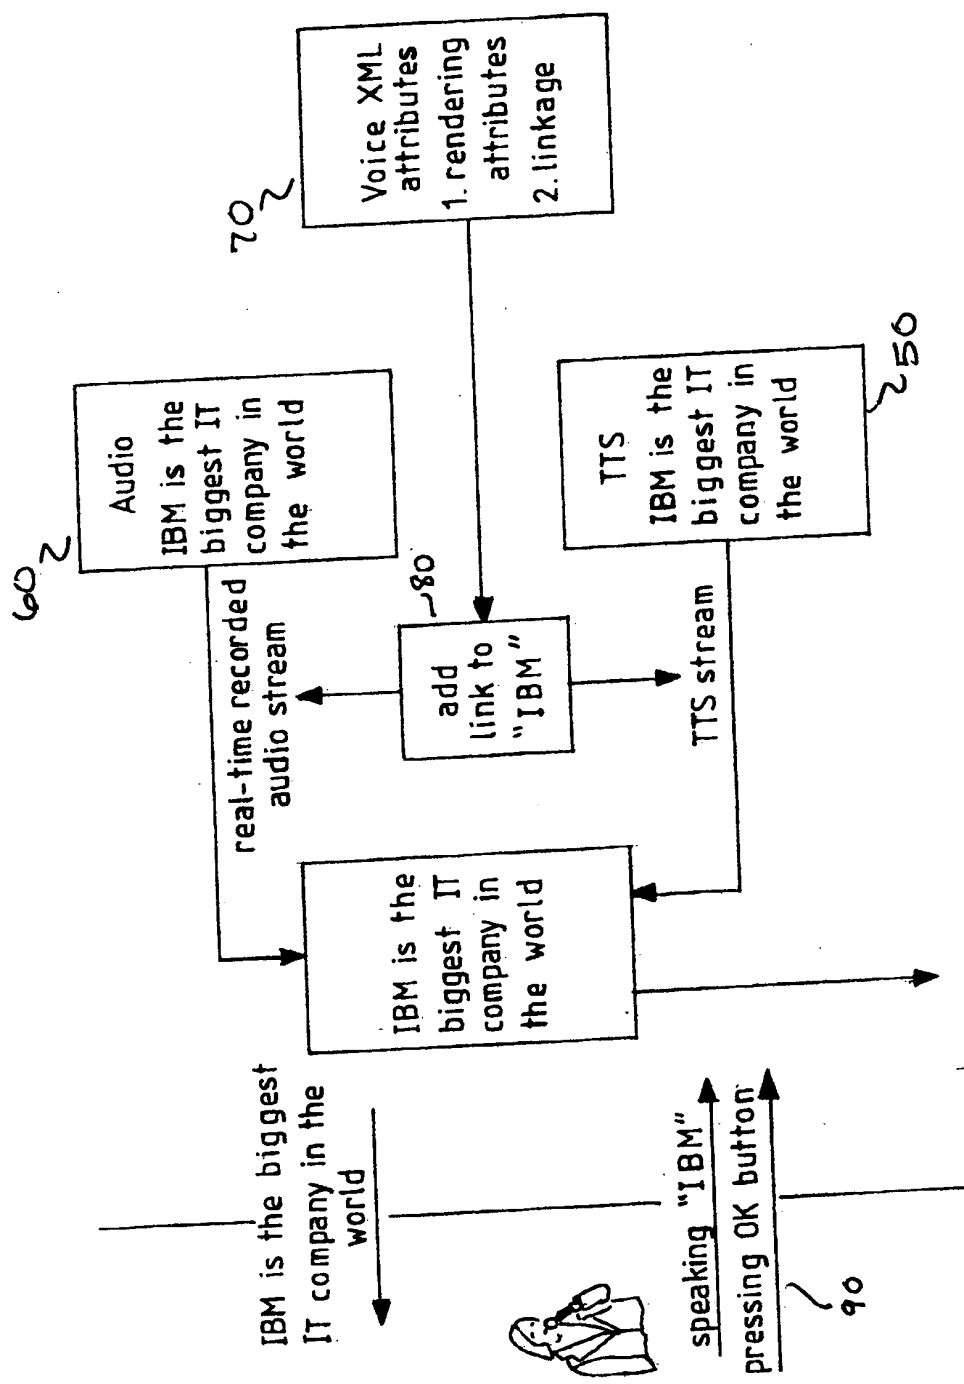 IBM is the biggest
IT company in the
world
speaking "IBM"
pressing OK button
90
IBM is the
biggest IT
company in
the world
real-time recorded
audio stream
add
link to
"IBM"
80
TTS stream
60
Audio
IBM is the
biggest IT
company in
the world
TTS
IBM is the
biggest IT
company in
the world
50
70
Voice XML
attributes
1. rendering
attributes
2. linkage